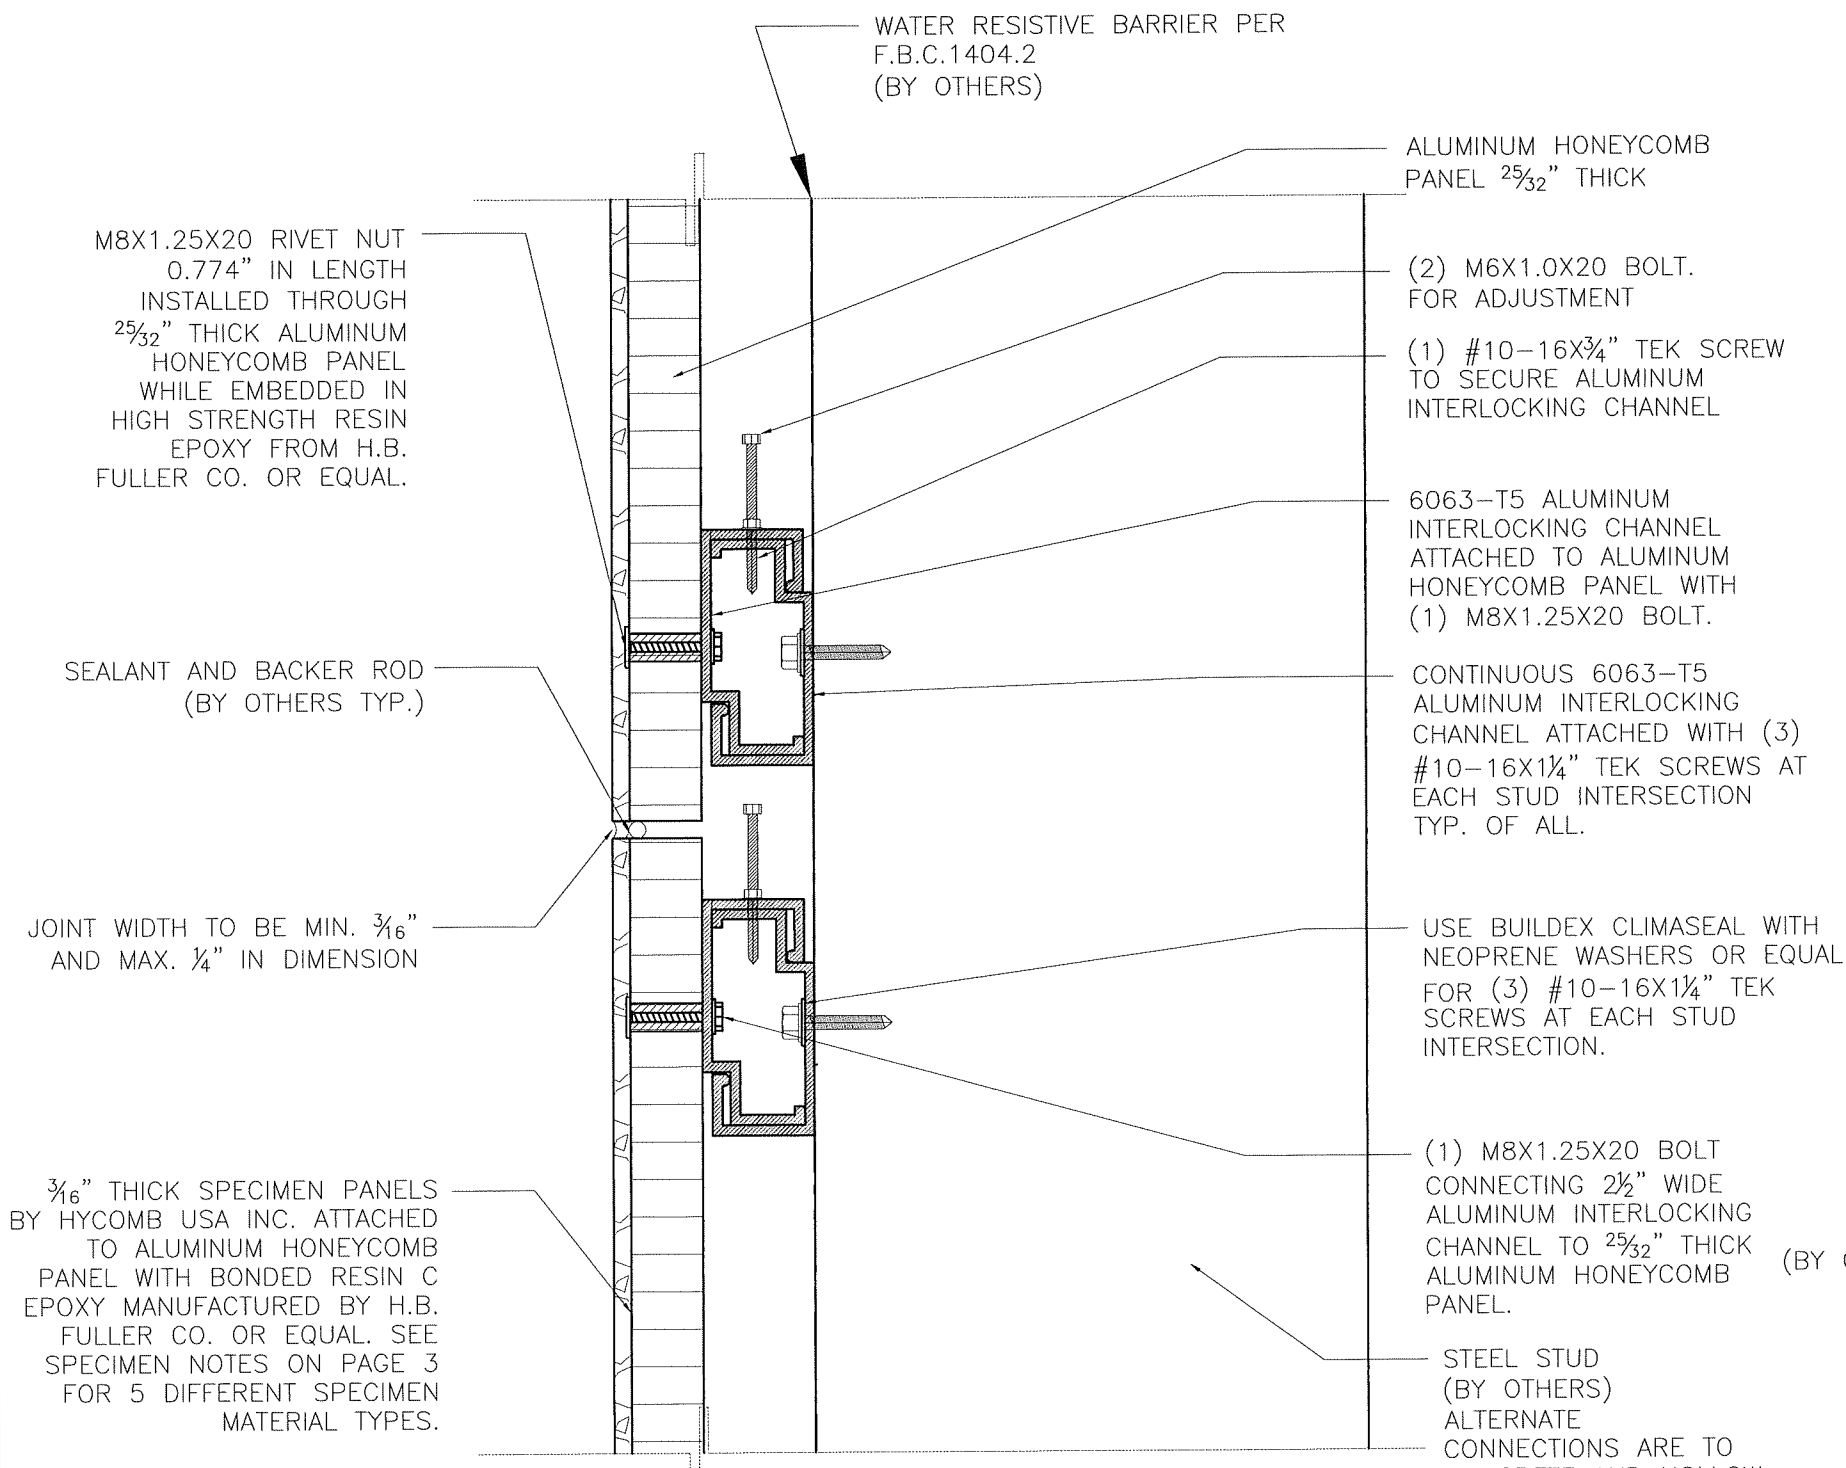 WATER RESISTIVE BARRIER PER
F.B.C.1404.2
(BY OTHERS)
M8X1.25X20 RIVET NUT
0.774" IN LENGTH
INSTALLED THROUGH
25/32" THICK ALUMINUM
HONEYCOMB PANEL
WHILE EMBEDDED IN
HIGH STRENGTH RESIN
EPOXY FROM H.B.
FULLER CO. OR EQUAL.
SEALANT AND BACKER ROD
(BY OTHERS TYP.)
JOINT WIDTH TO BE MIN. 3/16"
AND MAX. 1/4" IN DIMENSION
3/16" THICK SPECIMEN PANELS
BY HYCOMB USA INC. ATTACHED
TO ALUMINUM HONEYCOMB
PANEL WITH BONDED RESIN C
EPOXY MANUFACTURED BY H.B.
FULLER CO. OR EQUAL. SEE
SPECIMEN NOTES ON PAGE 3
FOR 5 DIFFERENT SPECIMEN
MATERIAL TYPES.
ALUMINUM HONEYCOMB
PANEL 25/32" THICK
(2) M6X1.0X20 BOLT.
FOR ADJUSTMENT
(1) #10-16X3/4" TEK SCREW
TO SECURE ALUMINUM
INTERLOCKING CHANNEL
6063-T5 ALUMINUM
INTERLOCKING CHANNEL
ATTACHED TO ALUMINUM
HONEYCOMB PANEL WITH
(1) M8X1.25X20 BOLT.
CONTINUOUS 6063-T5
ALUMINUM INTERLOCKING
CHANNEL ATTACHED WITH (3)
#10-16X1 1/4" TEK SCREWS AT
EACH STUD INTERSECTION
TYP. OF ALL.
USE BUILDEX CLIMASEAL WITH
NEOPRENE WASHERS OR EQUAL
FOR (3) #10-16X1 1/4" TEK
SCREWS AT EACH STUD
INTERSECTION.
(1) M8X1.25X20 BOLT
CONNECTING 2 1/2" WIDE
ALUMINUM INTERLOCKING
CHANNEL TO 25/32" THICK
ALUMINUM HONEYCOMB
PANEL.
(BY
STEEL STUD
(BY OTHERS)
ALTERNATE
CONNECTIONS ARE TO